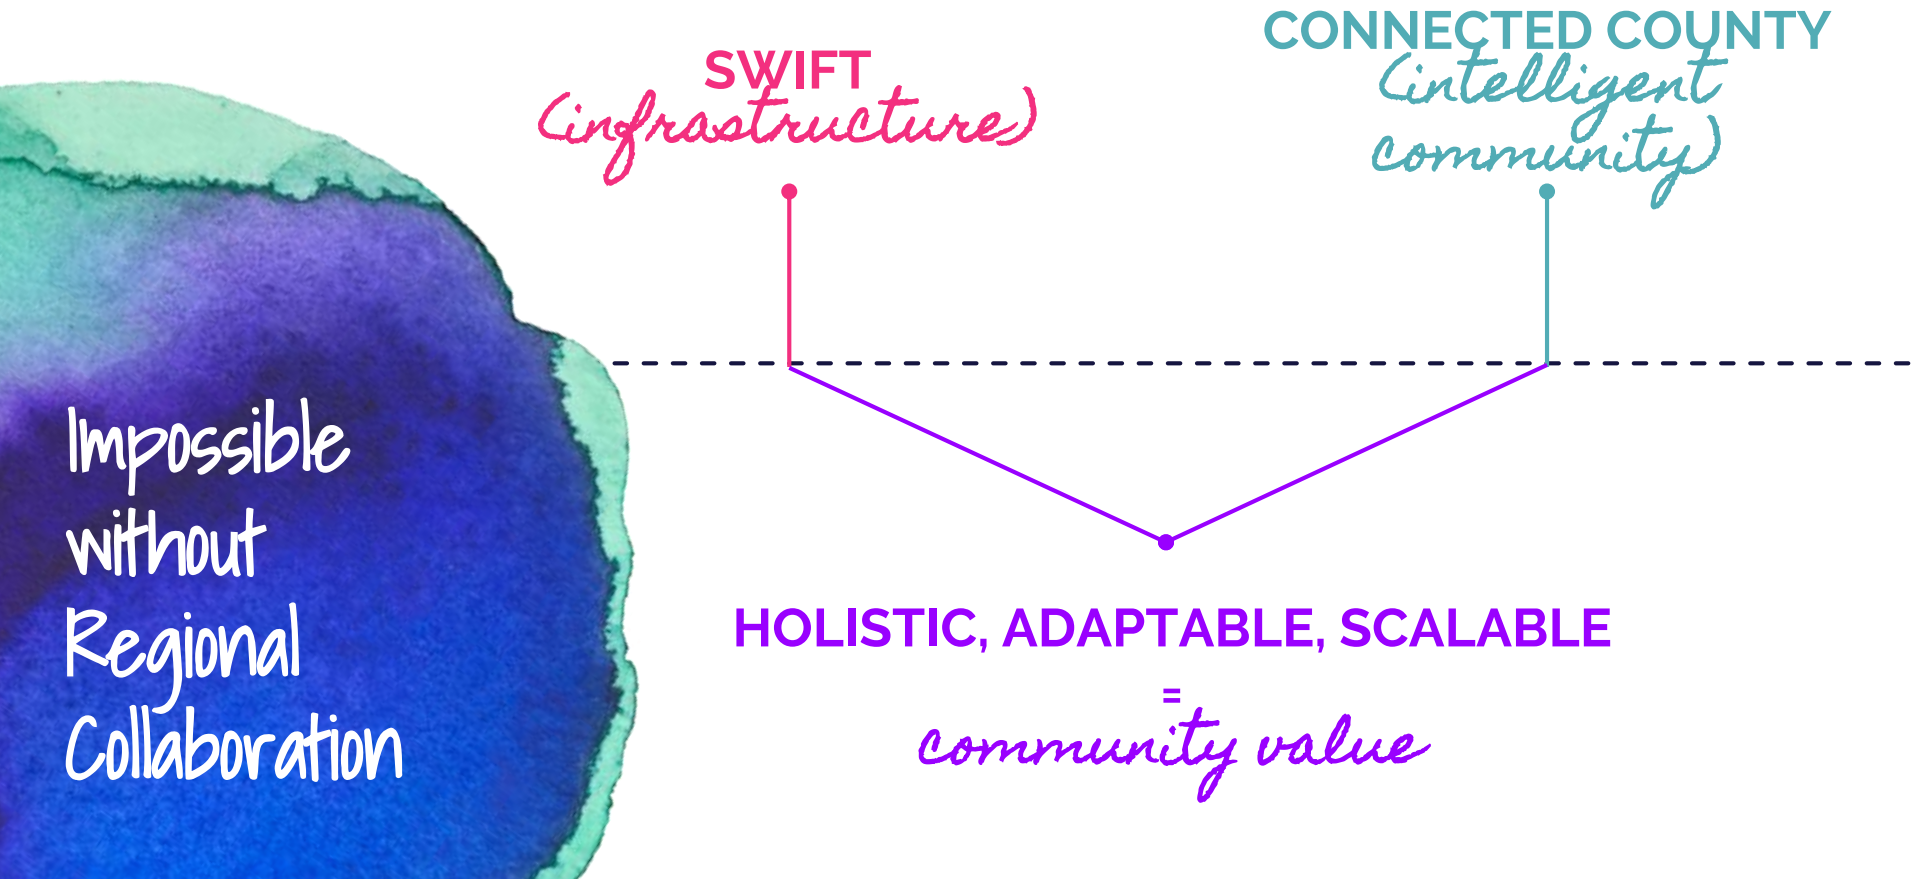 Impossible
without
Regional
Collaboration
SWIFT
(infrastructure)
CONNECTED COUNTY
(intelligent
community)
HOLISTIC, ADAPTABLE, SCALABLE
=
community value